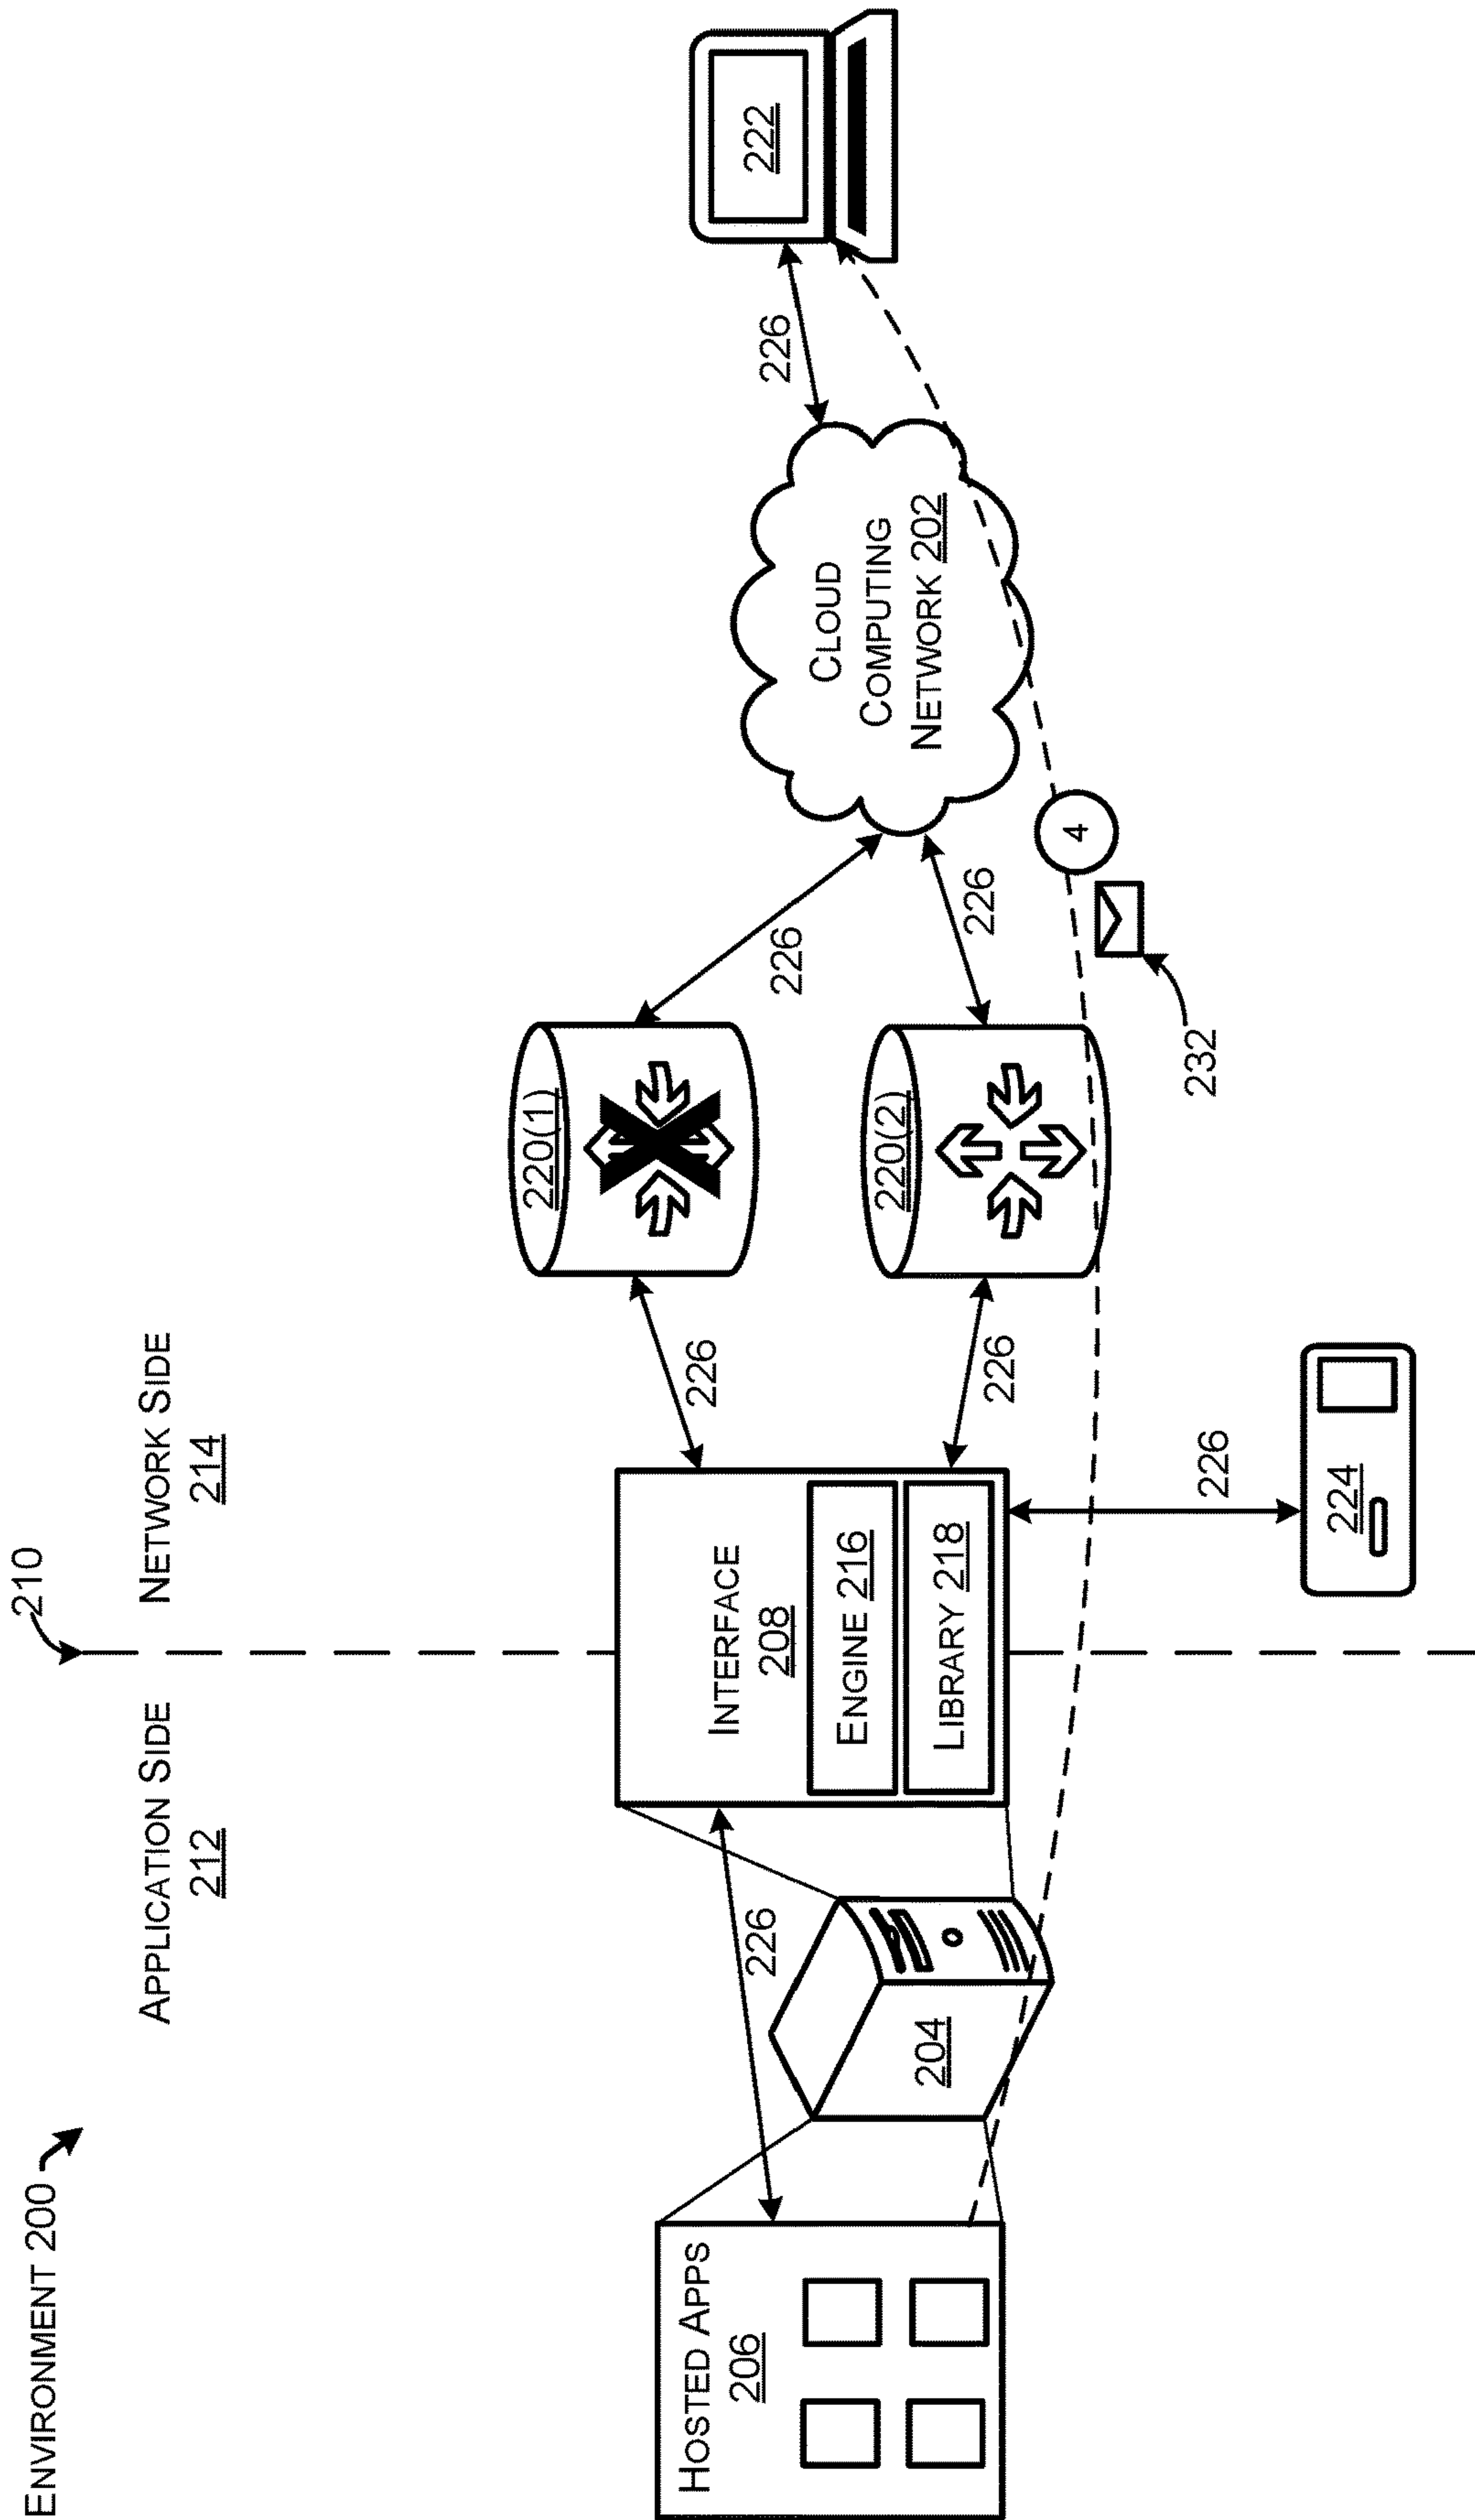 ENVIRONMENT 200
210
APPLICATION SIDE
212
NETWORK SIDE
214
HOSTED APPS
206
226
204
INTERFACE
208
ENGINE 216
LIBRARY 218
226
226
226
224
220(1)
220(2)
226
226
232
4
CLOUD
COMPUTING
NETWORK 202
226
222